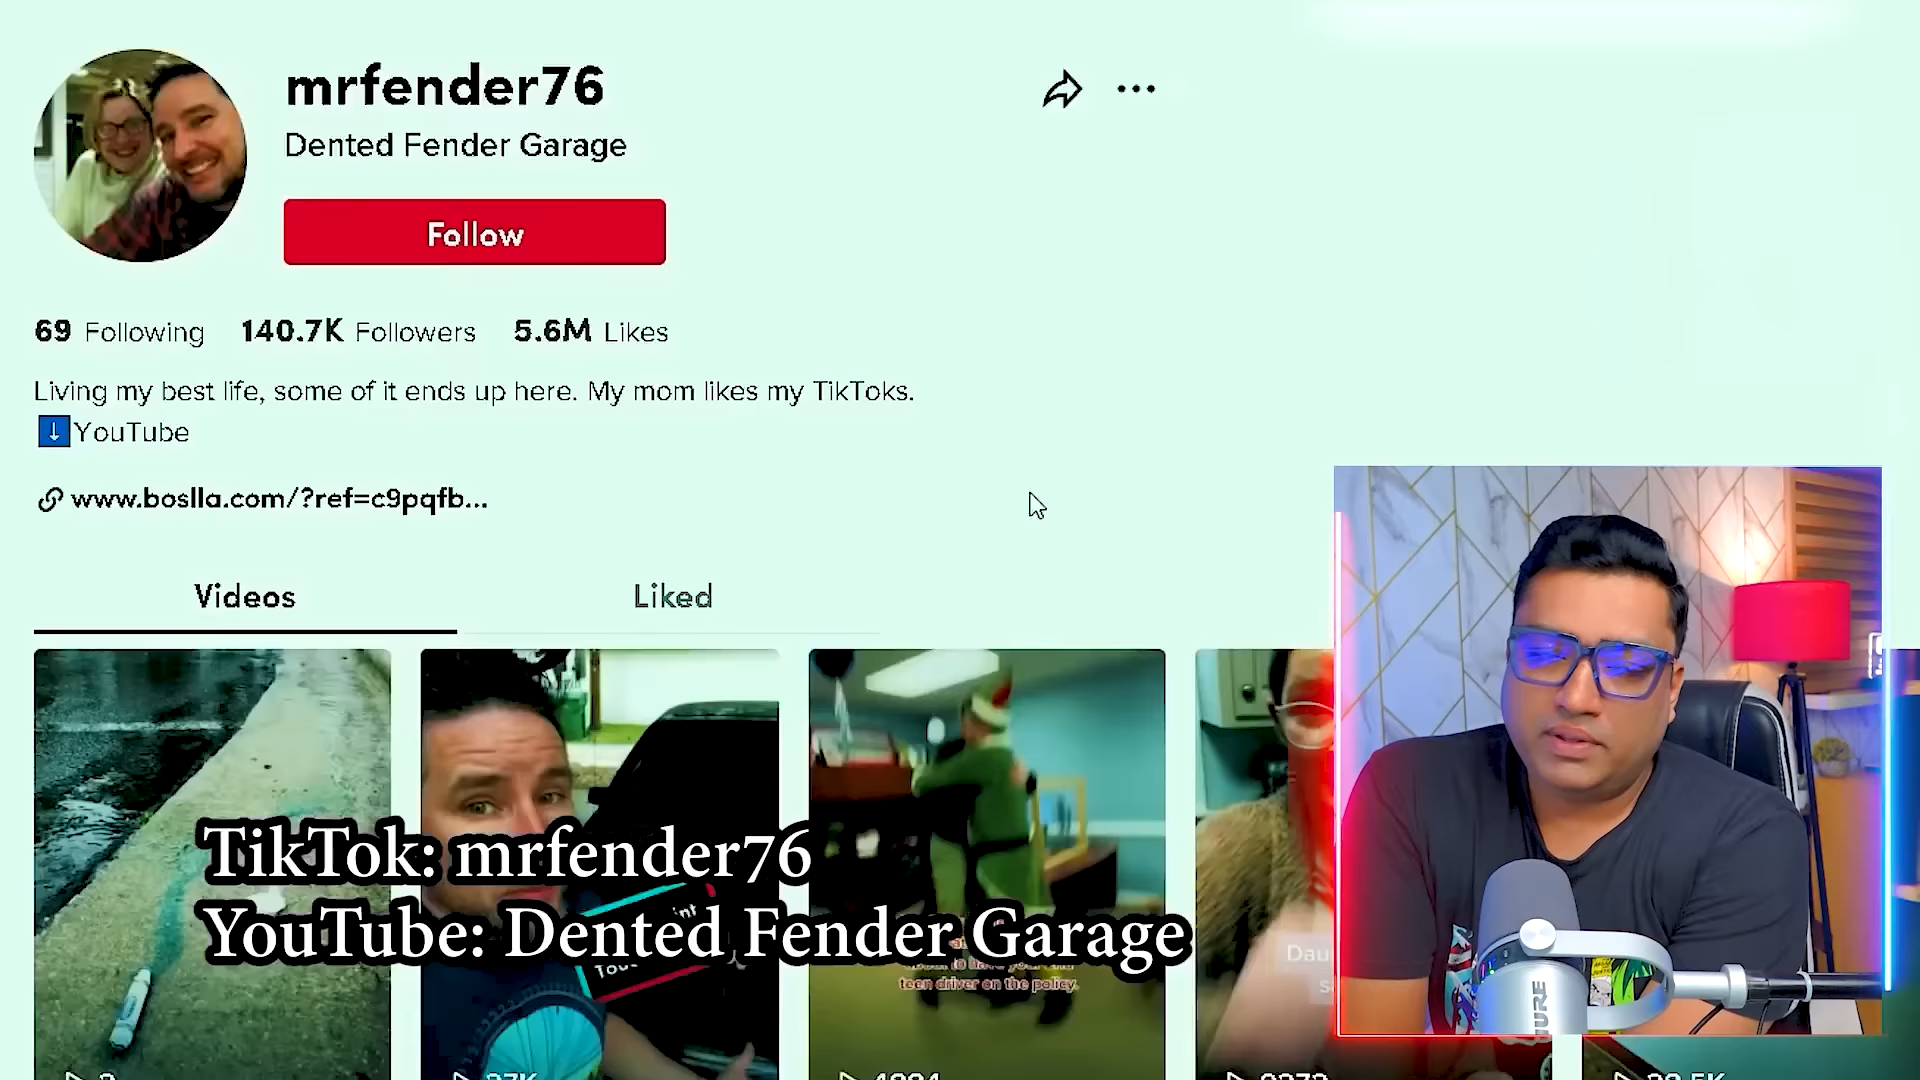 mrfender76
Dented Fender Garage
Follow
69 Following 140.7K Followers 5.6M Likes
Living my best life, some of it ends up here. My mom likes my TikToks.
↓YouTube
www.boslla.com/?ref=c9pqfb...
Videos Liked
TikTok: mrfender76
YouTube: Dented Fender Garage
teen driver on the policy.